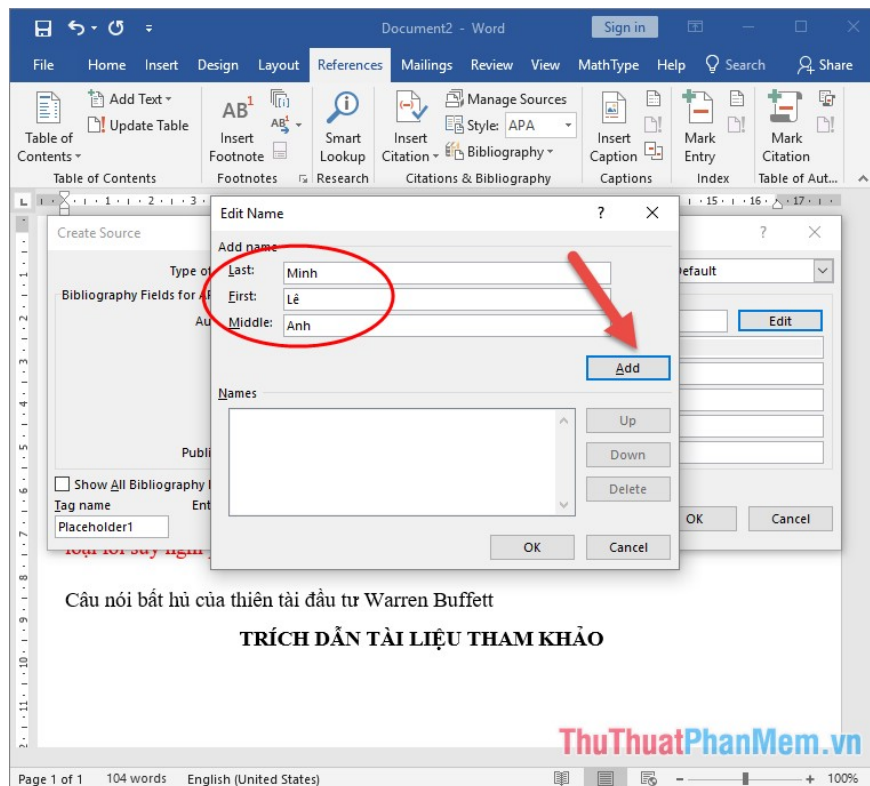 Document2 - Word
Sign in
File Home Insert Design Layout References Mailings Review View MathType Help Search Share
Table of Contents
Add Text
Update Table
AB1
Insert Footnote
Smart Lookup
Insert Citation
Manage Sources
Style: APA
Bibliography
Insert Caption
Mark Entry
Mark Citation
Table of Contents Footnotes Research Citations & Bibliography Captions Index Table of Aut...
Create Source
Edit Name
Add name
Last: Minh
First: Lê
Middle: Anh
Add
Names
Up
Down
Delete
OK Cancel
Type of
Bibliography Fields for
Edit
Show All Bibliography
Tag name
Placeholder1
OK Cancel
Câu nói bất hủ của thiên tài đầu tư Warren Buffett
TRÍCH DẪN TÀI LIỆU THAM KHẢO
ThuThuatPhanMem.vn
Page 1 of 1 104 words English (United States) 100%